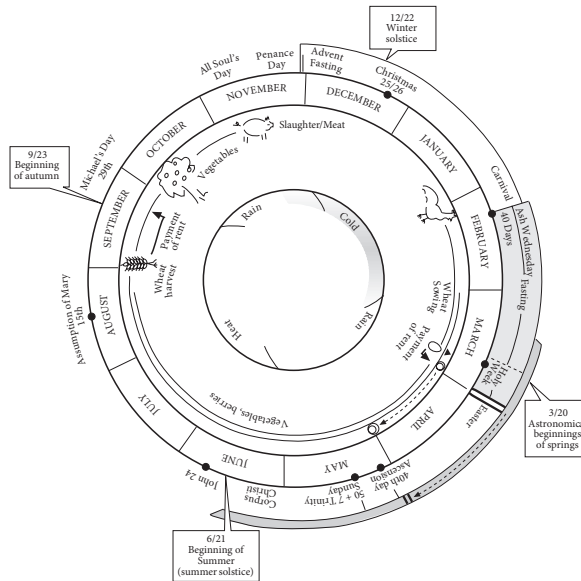 12/22
Winter
solstice
All Soul's
Day
Penance
Day
Advent
Fasting
Christmas
25/26
NOVEMBER
DECEMBER
OCTOBER
JANUARY
Slaughter/Meat
Vegetables
9/23
Beginning
of autumn
Michael's Day
29th
Carnival
SEPTEMBER
Payment
of rent
Rain
Cold
FEBRUARY
Ash Wednesday
40 Days
Fasting
Wheat
harvest
Wheat
Sowing
Assumption of Mary
15th
AUGUST
Heat
Rain
Payment
of rent
MARCH
Holy
Week
Easter
3/20
Astronomical
beginnings
of springs
Vegetables, berries
JULY
APRIL
JUNE
MAY
John 24
Corpus
Christi
50 + 7 Trinity
Sunday
40th day
Ascension
6/21
Beginning of
Summer
(summer solstice)